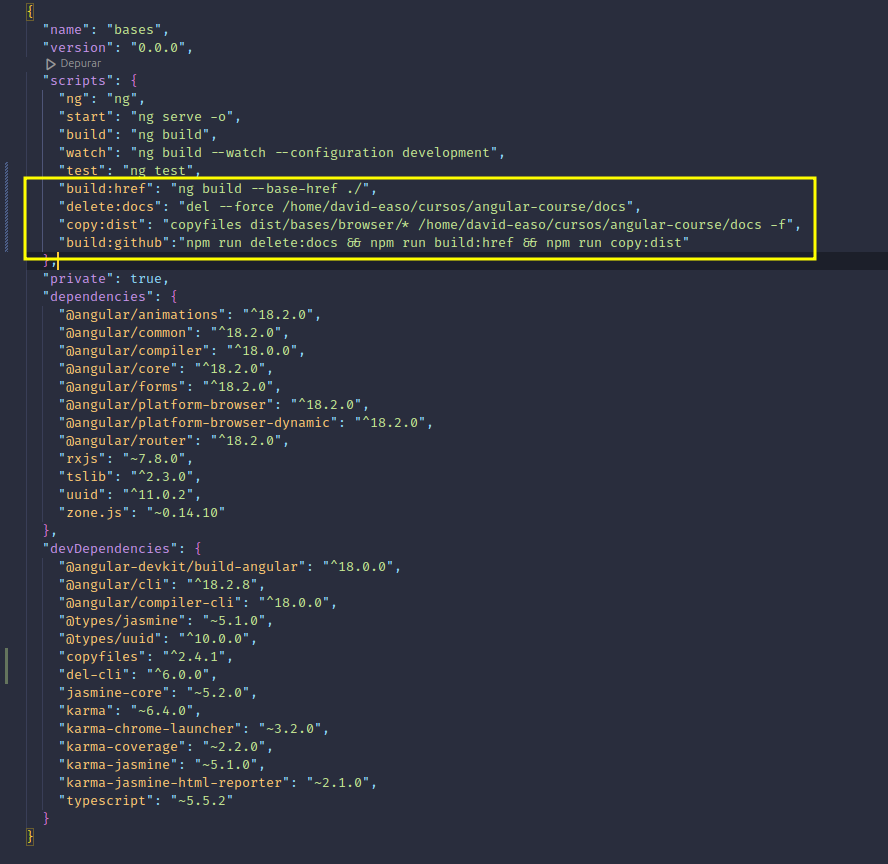 {
"name": "bases",
"version": "0.0.0",
Depurar
"scripts": {
"ng": "ng",
"start": "ng serve -o",
"build": "ng build",
"watch": "ng build --watch --configuration development",
"test": "ng test",
"build:href": "ng build --base-href ./",
"delete:docs": "del --force /home/david-easo/cursos/angular-course/docs",
"copy:dist": "copyfiles dist/bases/browser/* /home/david-easo/cursos/angular-course/docs -f",
"build:github":"npm run delete:docs && npm run build:href && npm run copy:dist"
},
"private": true,
"dependencies": {
"@angular/animations": "^18.2.0",
"@angular/common": "^18.2.0",
"@angular/compiler": "^18.0.0",
"@angular/core": "^18.2.0",
"@angular/forms": "^18.2.0",
"@angular/platform-browser": "^18.2.0",
"@angular/platform-browser-dynamic": "^18.2.0",
"@angular/router": "^18.2.0",
"rxjs": "~7.8.0",
"tslib": "^2.3.0",
"uuid": "^11.0.2",
"zone.js": "~0.14.10"
},
"devDependencies": {
"@angular-devkit/build-angular": "^18.0.0",
"@angular/cli": "^18.2.8",
"@angular/compiler-cli": "^18.0.0",
"@types/jasmine": "~5.1.0",
"@types/uuid": "^10.0.0",
"copyfiles": "^2.4.1",
"del-cli": "^6.0.0",
"jasmine-core": "~5.2.0",
"karma": "~6.4.0",
"karma-chrome-launcher": "~3.2.0",
"karma-coverage": "~2.2.0",
"karma-jasmine": "~5.1.0",
"karma-jasmine-html-reporter": "~2.1.0",
"typescript": "~5.5.2"
}
}